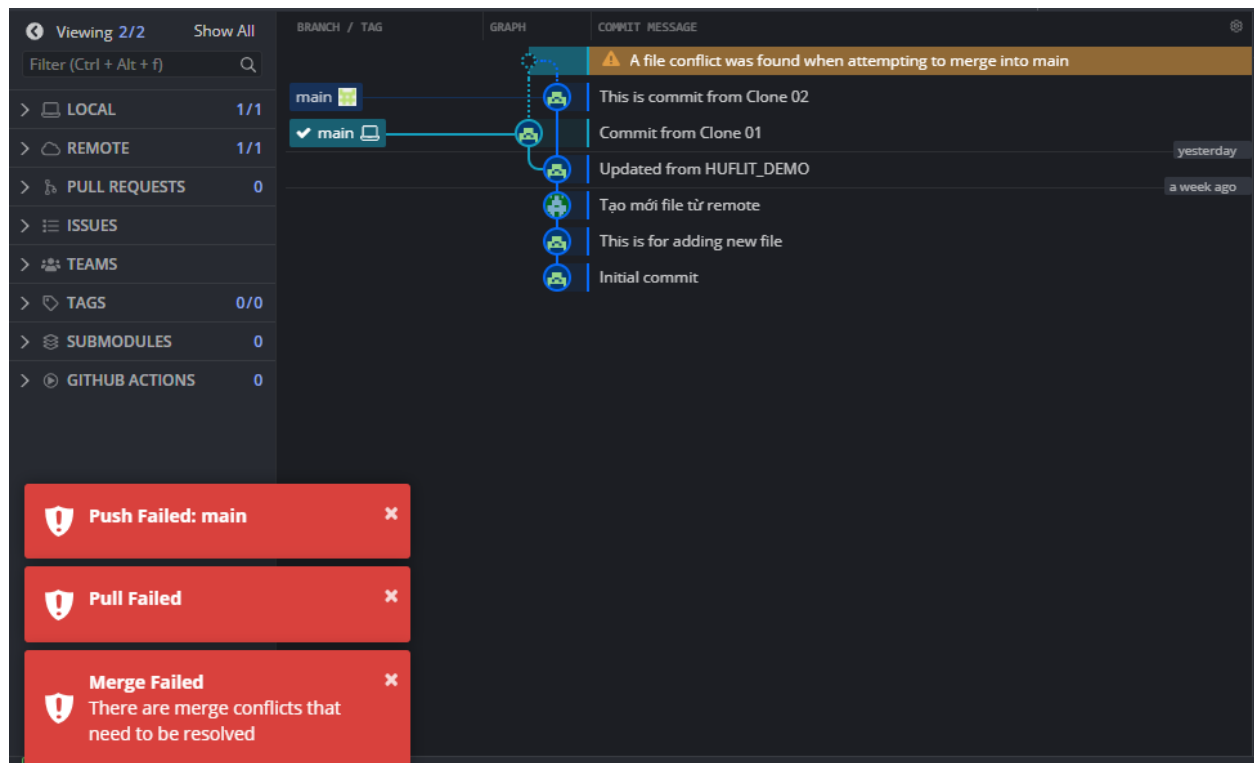 Viewing 2/2 Show All
Filter (Ctrl + Alt + f)
LOCAL 1/1
REMOTE 1/1
PULL REQUESTS 0
ISSUES
TEAMS
TAGS 0/0
SUBMODULES 0
GITHUB ACTIONS 0
BRANCH / TAG GRAPH COMMIT MESSAGE
A file conflict was found when attempting to merge into main
main This is commit from Clone 02
main Commit from Clone 01
yesterday
Updated from HUFLIT_DEMO
a week ago
Tạo mới file từ remote
This is for adding new file
Initial commit
Push Failed: main
Pull Failed
Merge Failed
There are merge conflicts that
need to be resolved